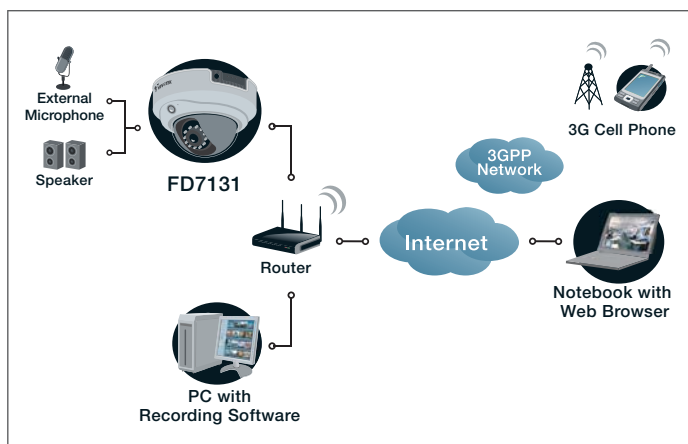 External
Microphone
Speaker
FD7131
3G Cell Phone
3GPP
Network
Internet
Router
Notebook with
Web Browser
PC with
Recording Software